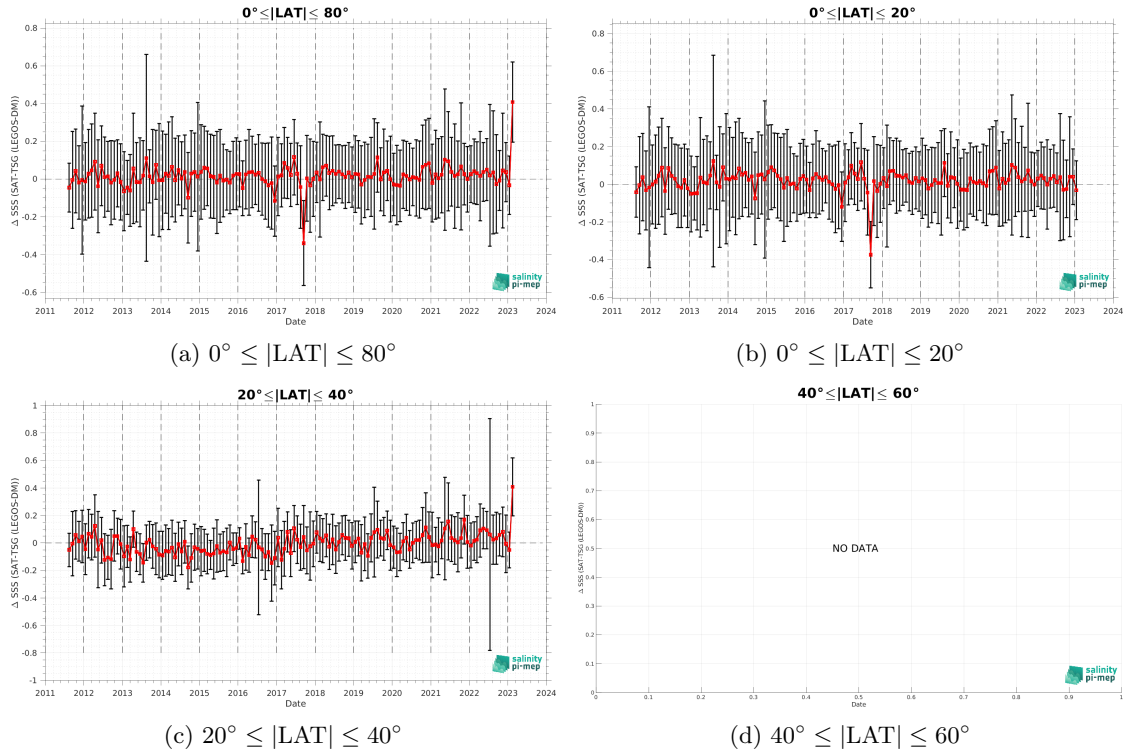 0°≤|LAT|≤ 80°
Δ SSS (SAT-TSG (LEGOS-DM))
0.8
0.6
0.4
0.2
0
-0.2
-0.4
-0.6
2011 2012 2013 2014 2015 2016 2017 2018 2019 2020 2021 2022 2023 2024
Date
salinity
pi-mep
(a) 0° ≤ |LAT| ≤ 80°
0°≤|LAT|≤ 20°
Δ SSS (SAT-TSG (LEGOS-DM))
0.8
0.6
0.4
0.2
0
-0.2
-0.4
-0.6
2011 2012 2013 2014 2015 2016 2017 2018 2019 2020 2021 2022 2023 2024
Date
salinity
pi-mep
(b) 0° ≤ |LAT| ≤ 20°
20°≤|LAT|≤ 40°
Δ SSS (SAT-TSG (LEGOS-DM))
1
0.8
0.6
0.4
0.2
0
-0.2
-0.4
-0.6
-0.8
-1
2011 2012 2013 2014 2015 2016 2017 2018 2019 2020 2021 2022 2023 2024
Date
salinity
pi-mep
(c) 20° ≤ |LAT| ≤ 40°
40°≤|LAT|≤ 60°
Δ SSS (SAT-TSG (LEGOS-DM))
1
0.9
0.8
0.7
0.6
0.5
0.4
0.3
0.2
0.1
0
NO DATA
0 0.1 0.2 0.3 0.4 0.5 0.6 0.7 0.8 0.9 1
Date
salinity
pi-mep
(d) 40° ≤ |LAT| ≤ 60°